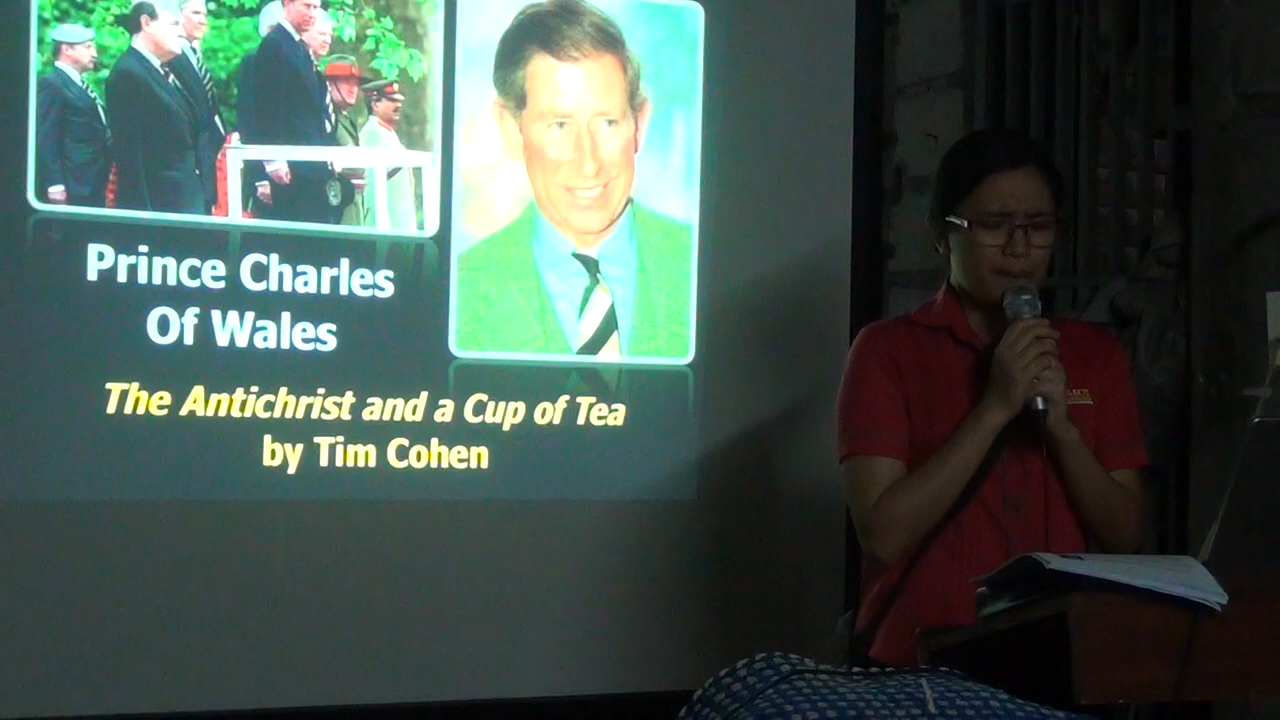 Prince Charles
Of Wales
The Antichrist and a Cup of Tea
by Tim Cohen